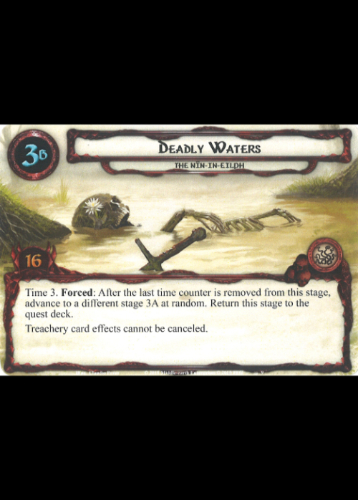 3B
DEADLY WATERS
THE NÎN-IN-EILPH
16
Time 3. Forced: After the last time counter is removed from this stage,
advance to a different stage 3A at random. Return this stage to the
quest deck.
Treachery card effects cannot be canceled.